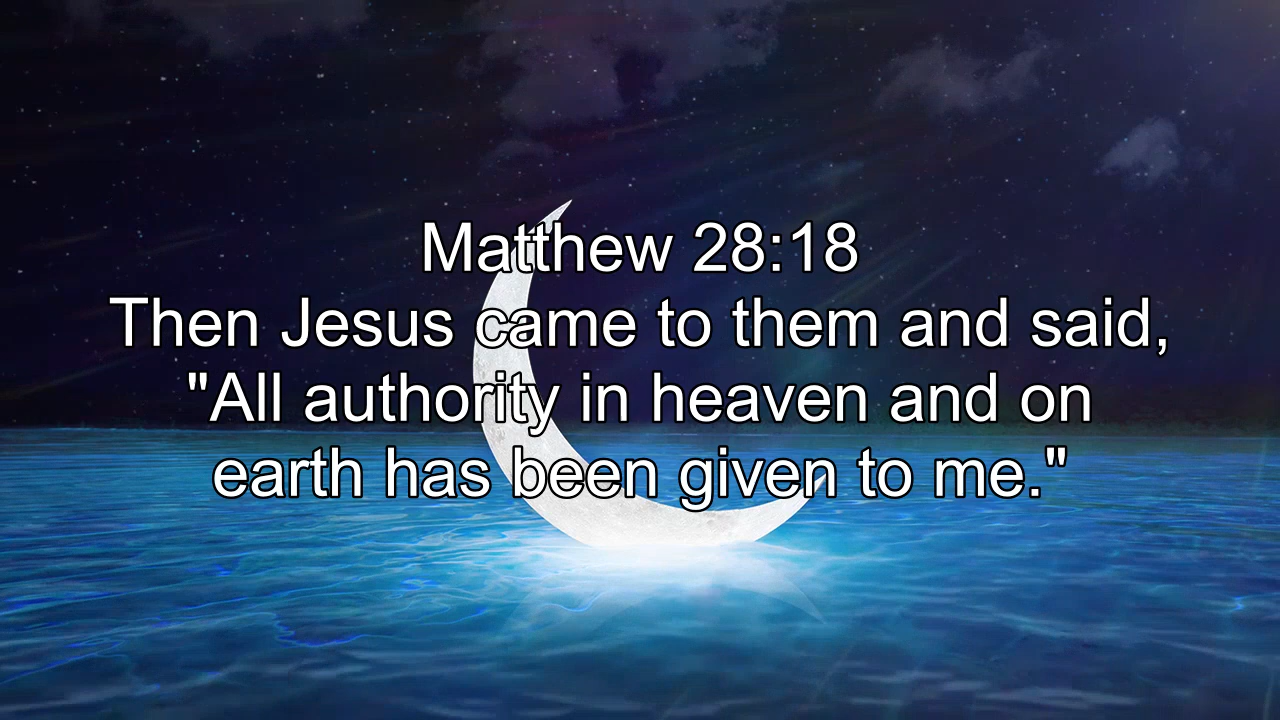 Matthew 28:18
Then Jesus came to them and said,
"All authority in heaven and on
earth has been given to me."